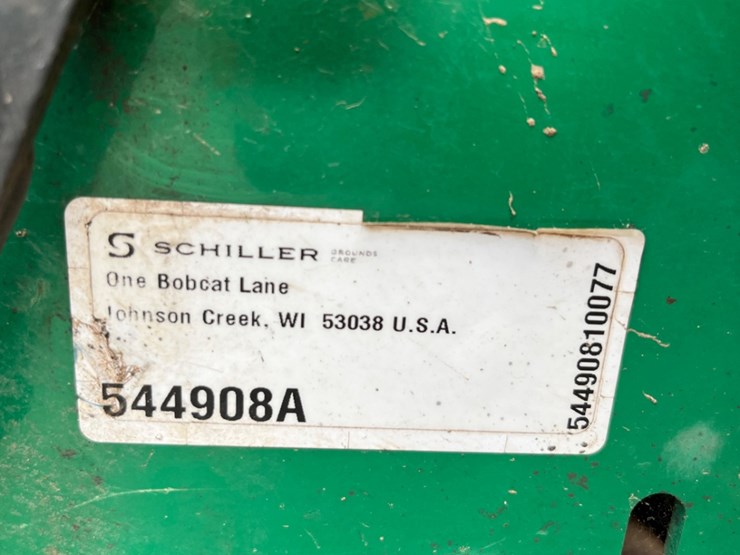 S SCHILLER GROUNDS CARE
One Bobcat Lane
Johnson Creek, WI 53038 U.S.A.
544908A
54490810077